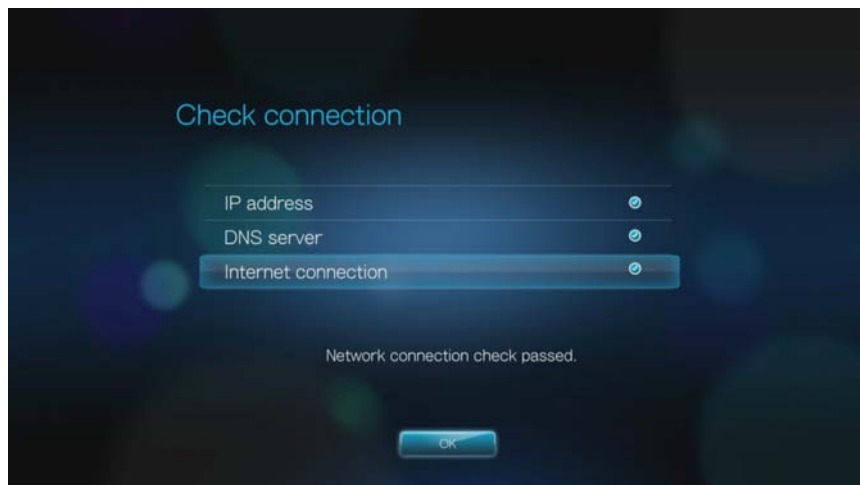 Check connection
IP address
DNS server
Internet connection
Network connection check passed.
OK